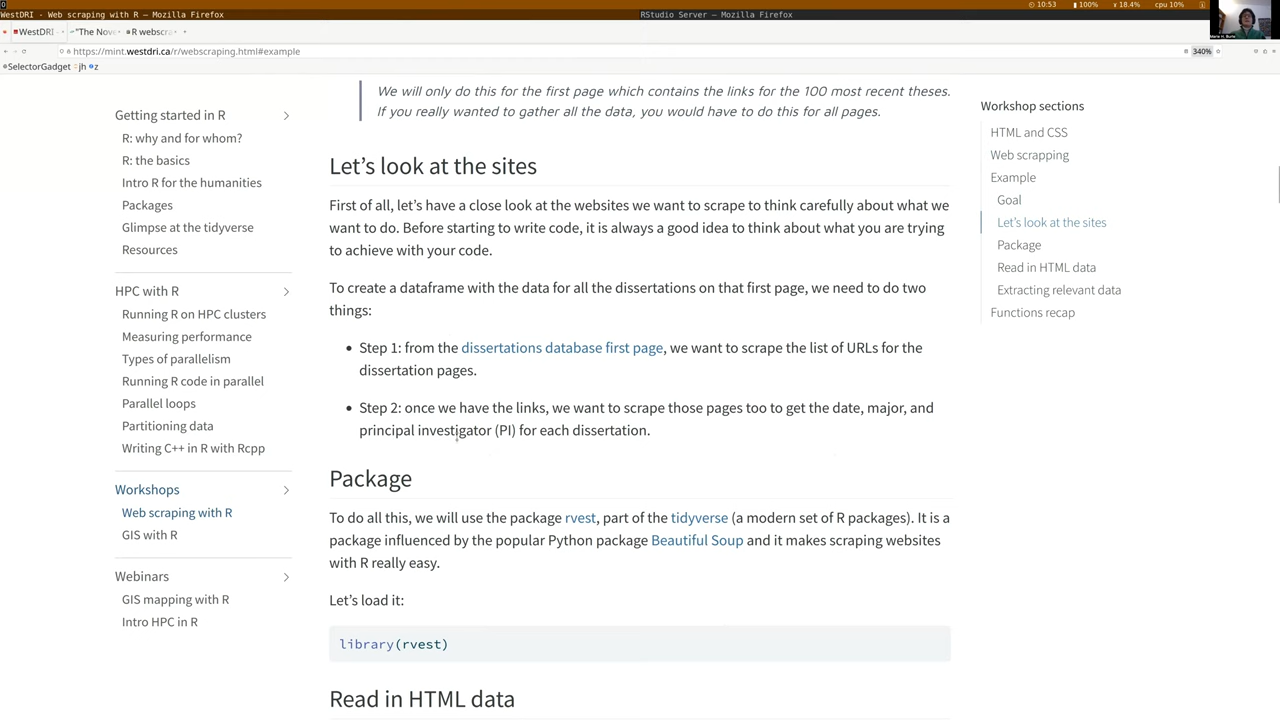 WestDRI - Web scraping with R — Mozilla Firefox
RStudio Server — Mozilla Firefox
10:53
100%
18.4%
cpu 10%
WestDRI -
"The Nove
R webscra
https://mint.westdri.ca/r/webscraping.html#example
340%
SelectorGadget
jh
z
Getting started in R
R: why and for whom?
R: the basics
Intro R for the humanities
Packages
Glimpse at the tidyverse
Resources
HPC with R
Running R on HPC clusters
Measuring performance
Types of parallelism
Running R code in parallel
Parallel loops
Partitioning data
Writing C++ in R with Rcpp
Workshops
Web scraping with R
GIS with R
Webinars
GIS mapping with R
Intro HPC in R
We will only do this for the first page which contains the links for the 100 most recent theses.
If you really wanted to gather all the data, you would have to do this for all pages.
Let's look at the sites
First of all, let's have a close look at the websites we want to scrape to think carefully about what we
want to do. Before starting to write code, it is always a good idea to think about what you are trying
to achieve with your code.
To create a dataframe with the data for all the dissertations on that first page, we need to do two
things:
• Step 1: from the dissertations database first page, we want to scrape the list of URLs for the
dissertation pages.
• Step 2: once we have the links, we want to scrape those pages too to get the date, major, and
principal investigator (PI) for each dissertation.
Package
To do all this, we will use the package rvest, part of the tidyverse (a modern set of R packages). It is a
package influenced by the popular Python package Beautiful Soup and it makes scraping websites
with R really easy.
Let's load it:
library(rvest)
Read in HTML data
Workshop sections
HTML and CSS
Web scrapping
Example
Goal
Let's look at the sites
Package
Read in HTML data
Extracting relevant data
Functions recap